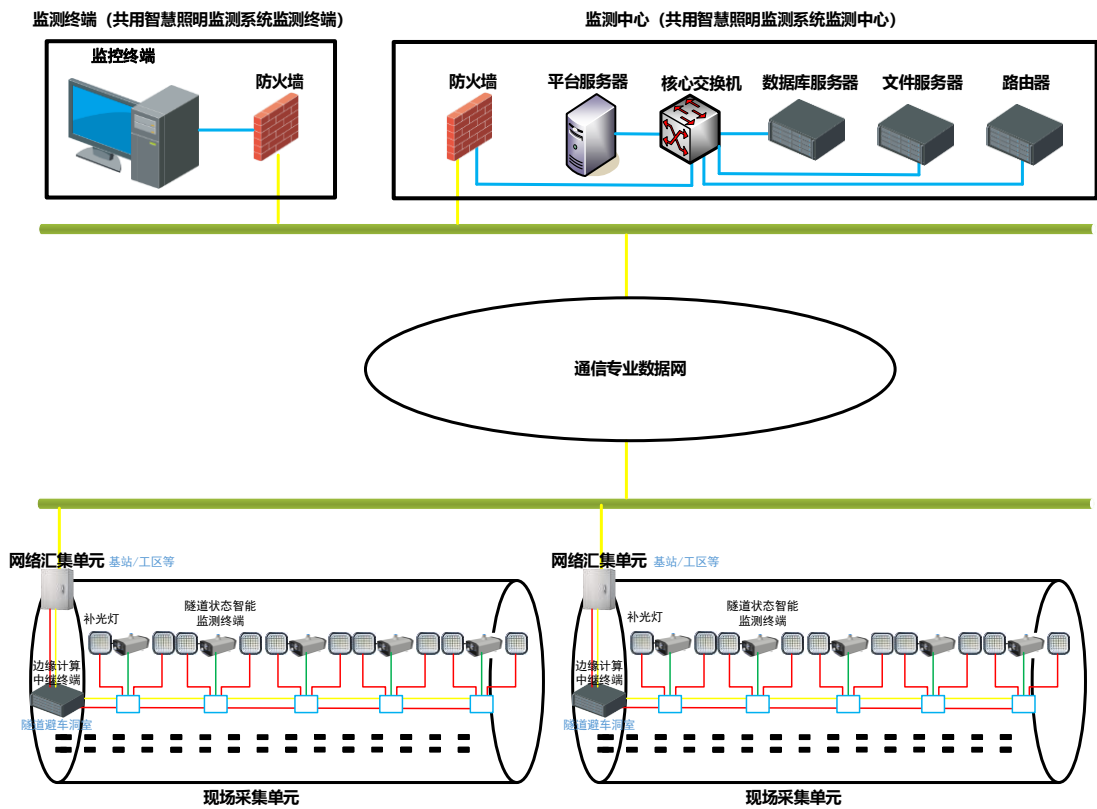 监测终端（共用智慧照明监测系统监测终端）
监测中心（共用智慧照明监测系统监测中心）
监控终端
防火墙
防火墙
平台服务器
核心交换机
数据库服务器
文件服务器
路由器
通信专业数据网
网络汇集单元 基站/工区等
网络汇集单元 基站/工区等
补光灯
隧道状态智能
监测终端
补光灯
隧道状态智能
监测终端
边缘计算
中继终端
边缘计算
中继终端
隧道避车洞室
隧道避车洞室
现场采集单元
现场采集单元